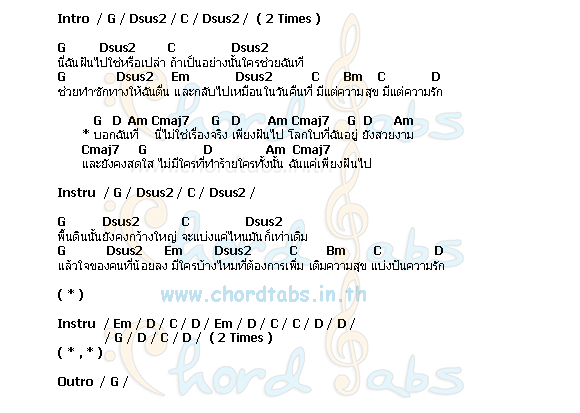 Intro / G / Dsus2 / C / Dsus2 / ( 2 Times )
G Dsus2 C Dsus2
นี่ฉันฝันไปใช่หรือเปล่า ถ้าเป็นอย่างนั้นใครช่วยฉันที
G Dsus2 Em Dsus2 C Bm C D
ช่วยทำซักทางให้ฉันตื่น และกลับไปเหมือนในวันคืนที่ มีแต่ความสุข มีแต่ความรัก
G D Am Cmaj7 G D Am Cmaj7 G D Am
* บอกฉันที นี่ไม่ใช่เรื่องจริง เพียงฝันไป โลกใบที่ฉันอยู่ ยังสวยงาม
Cmaj7 G D Am Cmaj7
และยังคงสดใส ไม่มีใครที่ทำร้ายใครทั้งนั้น ฉันแค่เพียงฝันไป
Instru / G / Dsus2 / C / Dsus2 /
G Dsus2 C Dsus2
พื้นดินนั้นยังคงกว้างใหญ่ จะแบ่งแค่ไหนมันก็เท่าเดิม
G Dsus2 Em Dsus2 C Bm C D
แล้วใจของคนที่น้อยลง มีใครบ้างไหมที่ต้องการเพิ่ม เติมความสุข แบ่งปันความรัก
( * )
www.chordtabs.in.th
Instru / Em / D / C / D / Em / D / C / C / D / D /
/ G / D / C / D / ( 2 Times )
( * , * )
Outro / G /
Chord Tabs